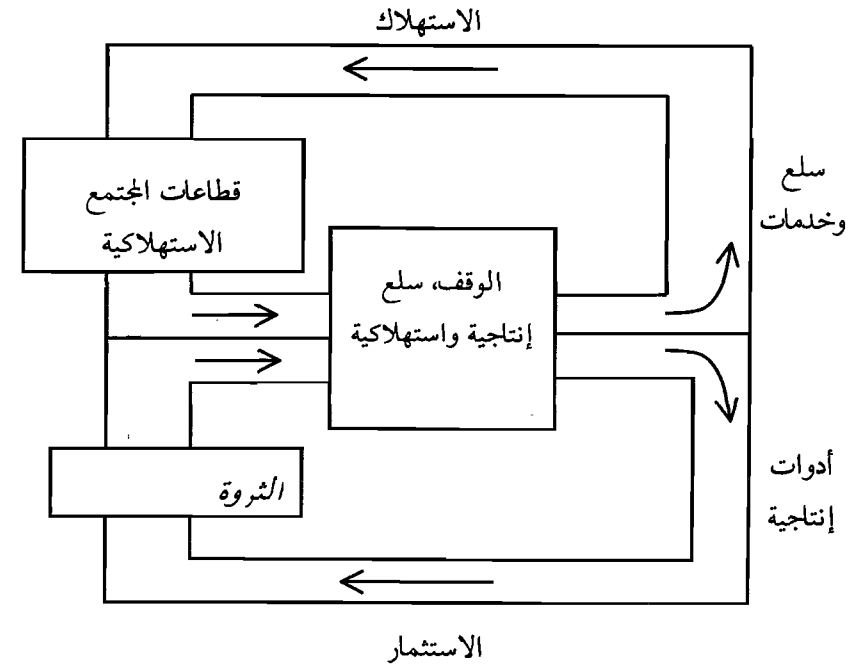 الاستهلاك
سلع
وخدمات
قطاعات المجتمع
الاستهلاكية
الوقف، سلع
إنتاجية واستهلاكية
الثروة
أدوات
إنتاجية
الاستثمار